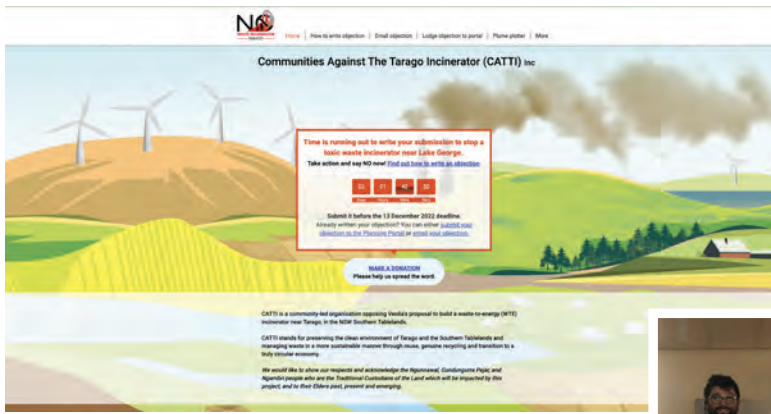 NO
Home
How to write objection
Email objection
Lodge objection to portal
Plume plotter
More
Communities Against The Tarago Incinerator (CATTI) Inc
Time is running out to write your submission to stop a
toxic waste incinerator near Lake George.
Take action and say NO now! Find out how to write an objection
Submit it before the 13 December 2022 deadline.
Already written your objection? You can either submit your
objection to the Planning Portal or email your objection.
MAKE A DONATION
Please help us spread the word.
CATTI is a community-led organisation opposing Veolia's proposal to build a waste-to-energy (WTE)
incinerator near Tarago, in the NSW Southern Tablelands.
CATTI stands for preserving the clean environment of Tarago and the Southern Tablelands and
managing waste in a more sustainable manner through reuse, genuine recycling and transition to a
truly circular economy.
We would like to show our respects and acknowledge the Ngunnawal, Gundungurra Pejar, and
Ngambri people who are the Traditional Custodians of the Land which will be impacted by this
project, and to their Elders past, present and emerging.